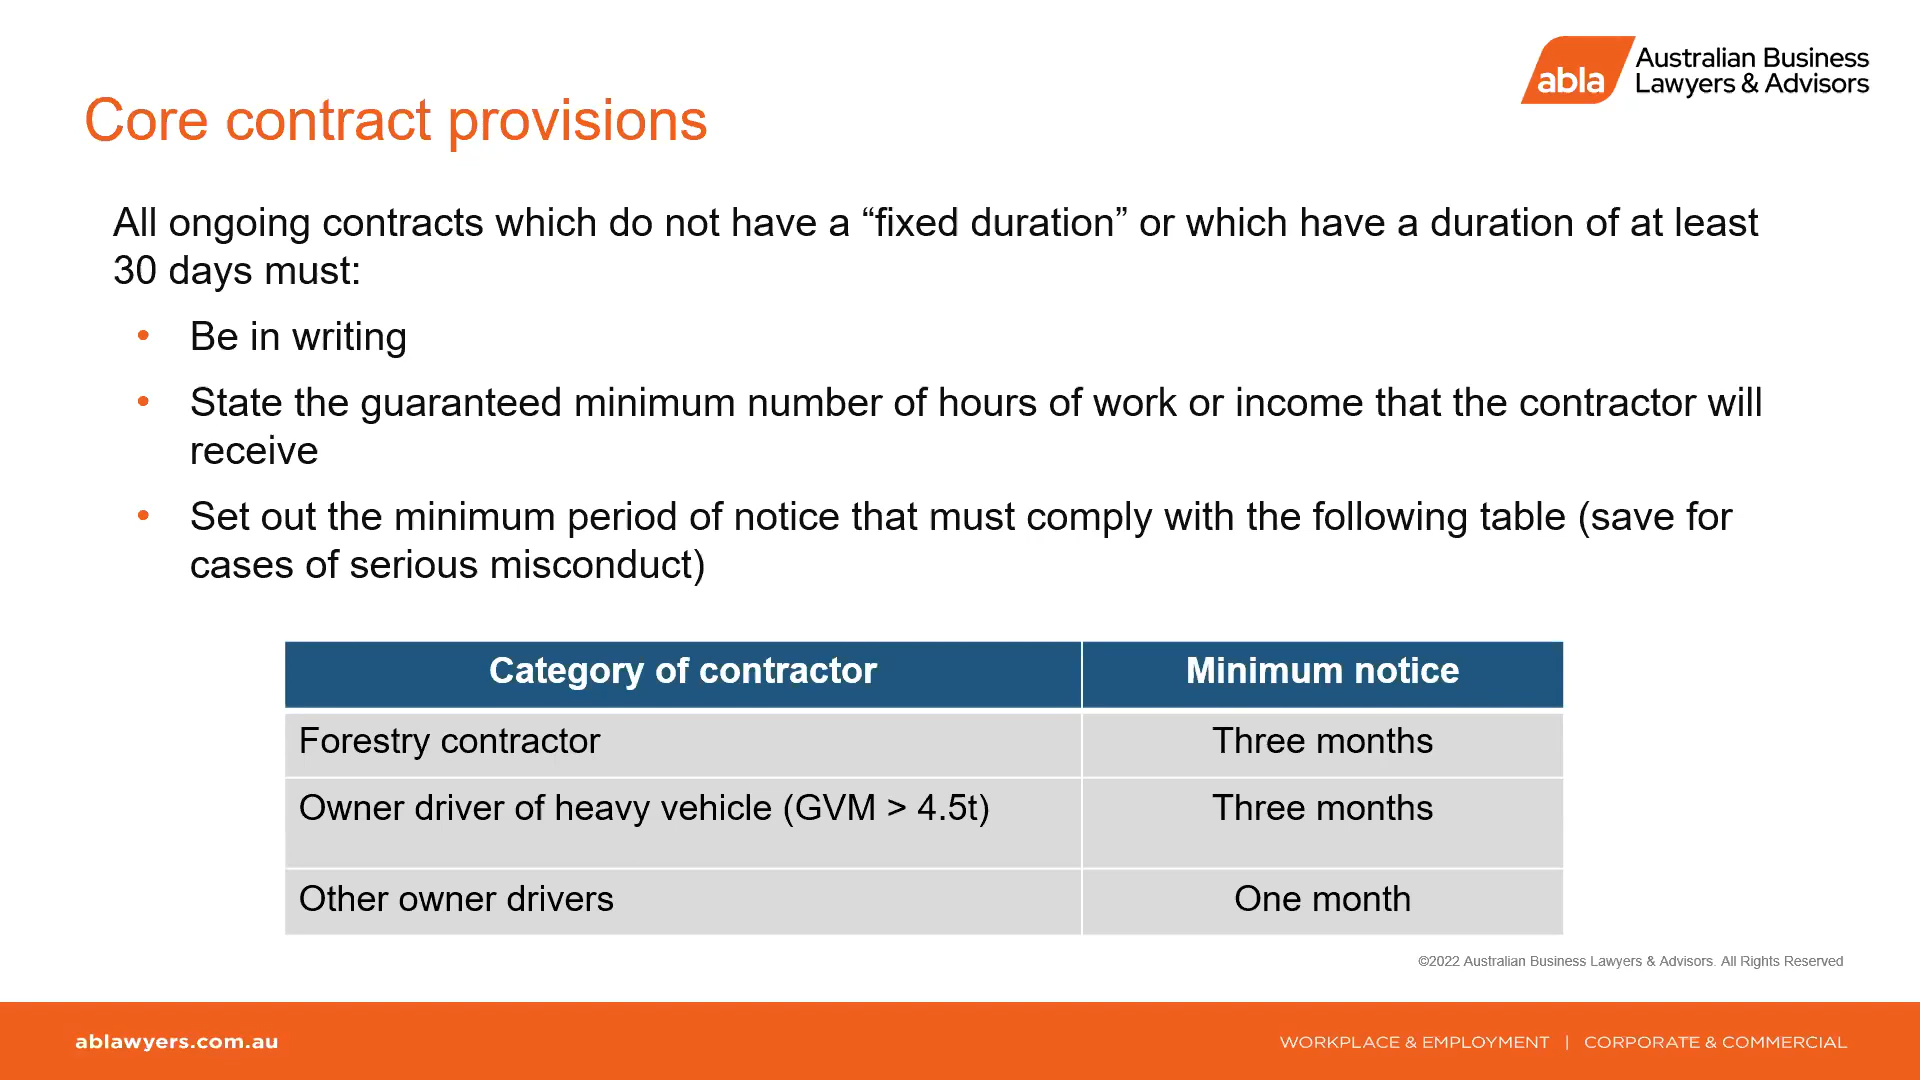 abla
Australian Business
Lawyers & Advisors
Core contract provisions
All ongoing contracts which do not have a “fixed duration” or which have a duration of at least
30 days must:
• Be in writing
• State the guaranteed minimum number of hours of work or income that the contractor will
receive
• Set out the minimum period of notice that must comply with the following table (save for
cases of serious misconduct)
Category of contractor Minimum notice
Forestry contractor Three months
Owner driver of heavy vehicle (GVM > 4.5t) Three months
Other owner drivers One month
©2022 Australian Business Lawyers & Advisors. All Rights Reserved
ablawyers.com.au WORKPLACE & EMPLOYMENT | CORPORATE & COMMERCIAL